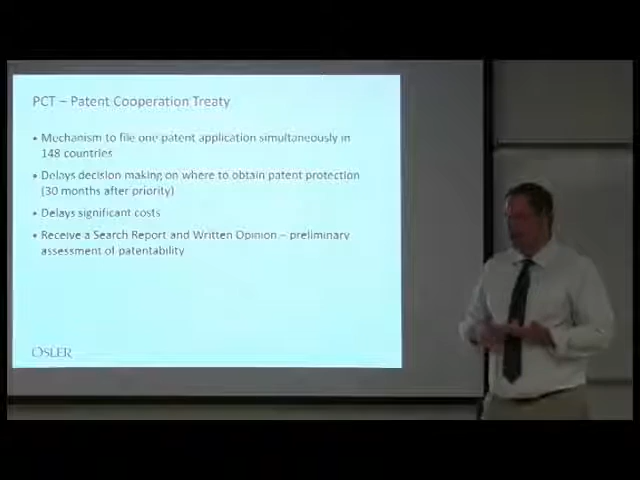 PCT – Patent Cooperation Treaty
• Mechanism to file one patent application simultaneously in
148 countries
• Delays decision making on where to obtain patent protection
(30 months after priority)
• Delays significant costs
• Receive a Search Report and Written Opinion – preliminary
assessment of patentability
OSLER